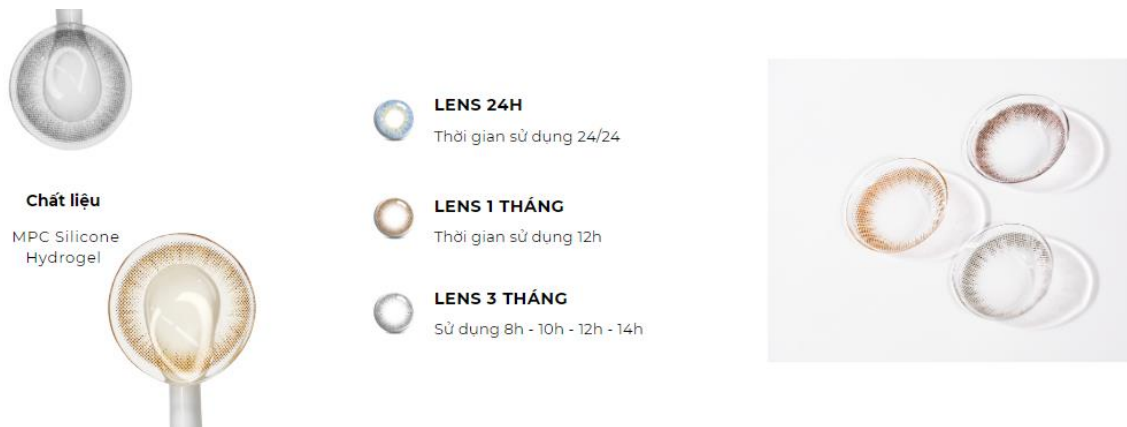 Chất liệu
MPC Silicone
Hydrogel
LENS 24H
Thời gian sử dụng 24/24
LENS 1 THÁNG
Thời gian sử dụng 12h
LENS 3 THÁNG
Sử dụng 8h - 10h - 12h - 14h